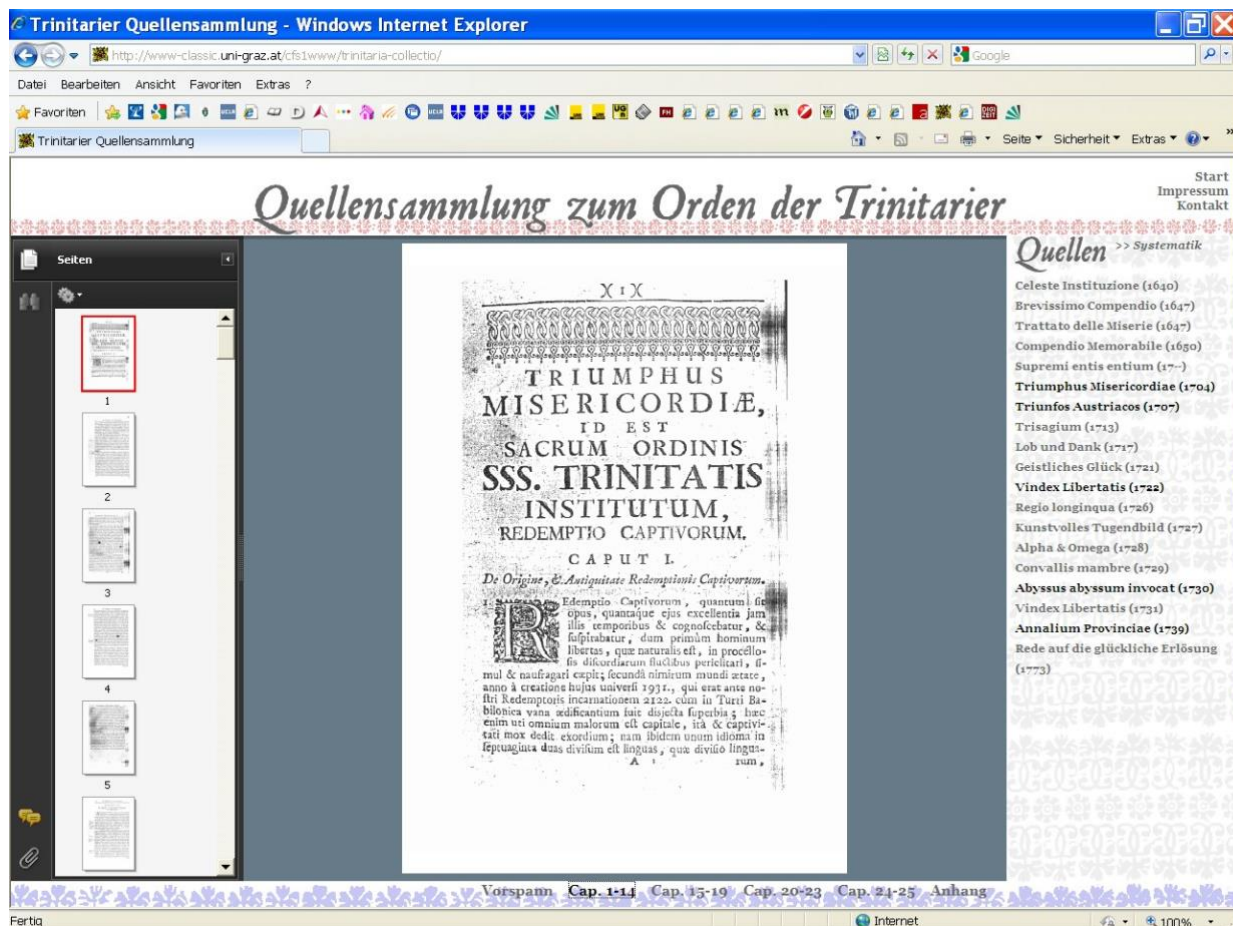 Trinitarier Quellensammlung - Windows Internet Explorer
http://www-classic.uni-graz.at/cfs1www/trinitaria-collectio/
Google
Datei Bearbeiten Ansicht Favoriten Extras ?
Favoriten
Trinitarier Quellensammlung
Seite Sicherheit Extras
Start
Impressum
Kontakt
Quellensammlung zum Orden der Trinitarier
Seiten
1
2
3
4
5
XIX
TRIUMPHUS
MISERICORDIÆ,
ID EST
SACRUM ORDINIS
SSS. TRINITATIS
INSTITUTUM,
REDEMPTIO CAPTIVORUM.
CAPUT I.
De Origine, & Antiquitate Redemptionis Captivorum.
1. REdemptio Captivorum, quantum sit
opus, quantaque ejus excellentia jam
illis temporibus & cognoscebatur, &
suspirabatur, dum primùm hominum
libertas, quæ naturalis est, in procello-
sis discordiarum fluctibus periclitari, si-
mul & naufragari cæpit; secundâ nimirum mundi ætate,
anno à creatione hujus universi 1931., qui erat ante no-
stri Redemptoris incarnationem 2122. cùm in Turri Ba-
bilonica vana ædificantium fuit disjecta superbia; hæc
enim uti omnium malorum est capitale, ità & captivi-
tati mox dedit exordium; nam ibidem unum idioma in
septuaginta duas divisum est linguas, quæ divisio lingua-
A
rum,
Quellen >> Systematik
Celeste Instituzione (1640)
Brevissimo Compendio (1647)
Trattato delle Miserie (1647)
Compendio Memorabile (1650)
Supremi entis entium (17--)
Triumphus Misericordiae (1704)
Triunfos Austriacos (1707)
Trisagium (1713)
Lob und Dank (1717)
Geistliches Glück (1721)
Vindex Libertatis (1722)
Regio longinqua (1726)
Kunstvolles Tugendbild (1727)
Alpha & Omega (1728)
Convallis mambre (1729)
Abyssus abyssum invocat (1730)
Vindex Libertatis (1731)
Annalium Provinciae (1739)
Rede auf die glückliche Erlösung
(1773)
Vorspann Cap. 1-14 Cap. 15-19 Cap. 20-23 Cap. 24-25 Anhang
Fertig Internet 100%